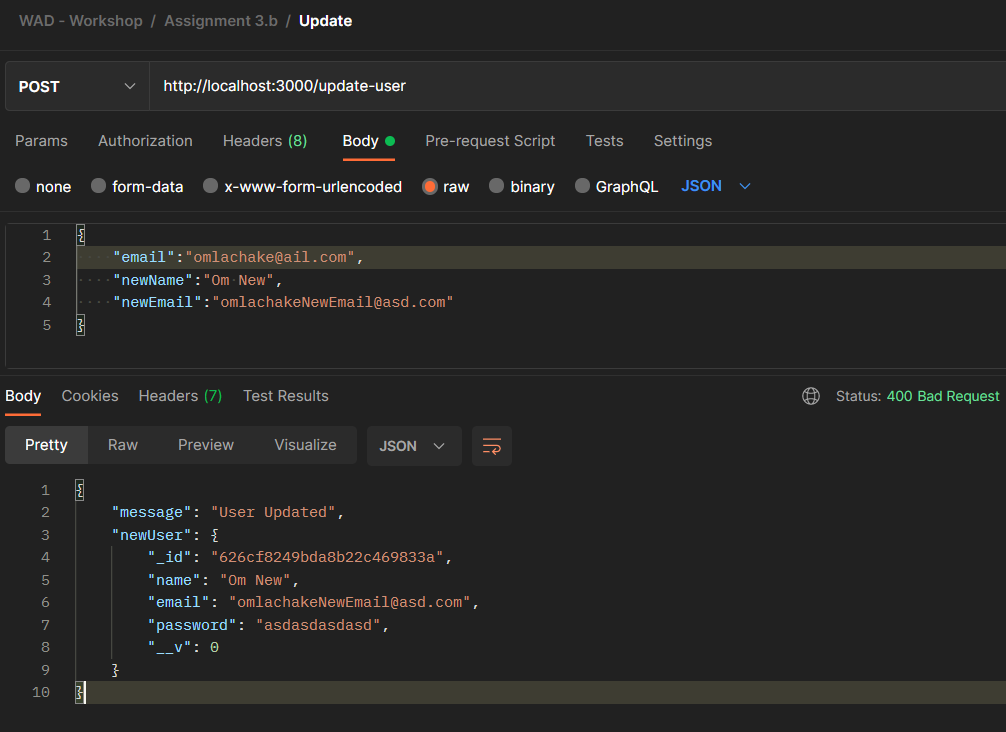 WAD - Workshop / Assignment 3.b / Update
POST http://localhost:3000/update-user
Params Authorization Headers (8) Body Pre-request Script Tests Settings
none form-data x-www-form-urlencoded raw binary GraphQL JSON
1 {
2 ····"email":"omlachake@ail.com",
3 ····"newName":"Om·New",
4 ····"newEmail":"omlachakeNewEmail@asd.com"
5 }
Body Cookies Headers (7) Test Results Status: 400 Bad Request
Pretty Raw Preview Visualize JSON
1 {
2 "message": "User Updated",
3 "newUser": {
4 "_id": "626cf8249bda8b22c469833a",
5 "name": "Om New",
6 "email": "omlachakeNewEmail@asd.com",
7 "password": "asdasdasdasd",
8 "__v": 0
9 }
10 }